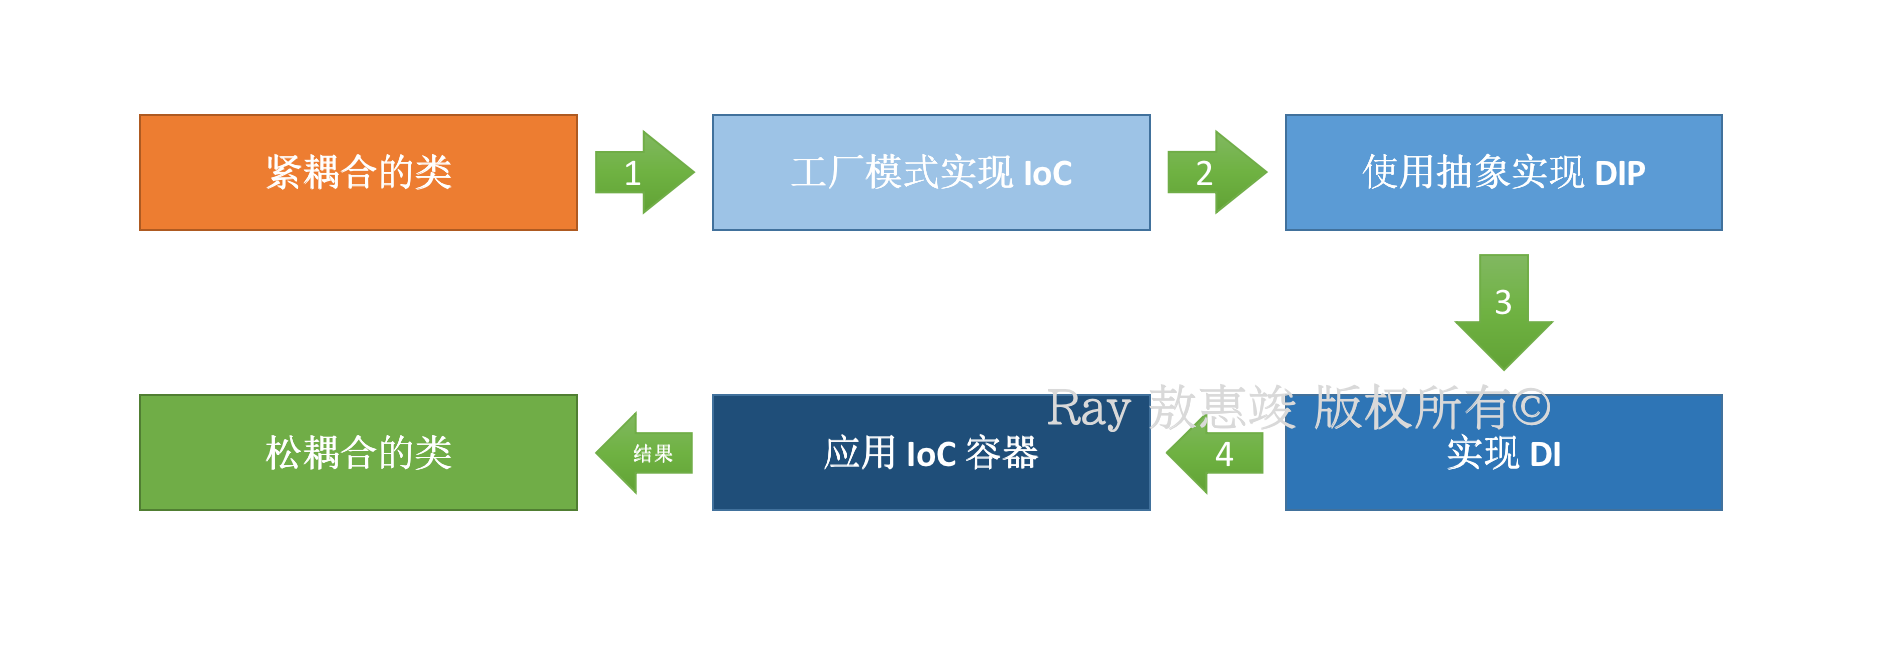 紧耦合的类
1
工厂模式实现 IoC
2
使用抽象实现 DIP
3
Ray 敖惠竣 版权所有©
实现 DI
4
应用 IoC 容器
结果
松耦合的类